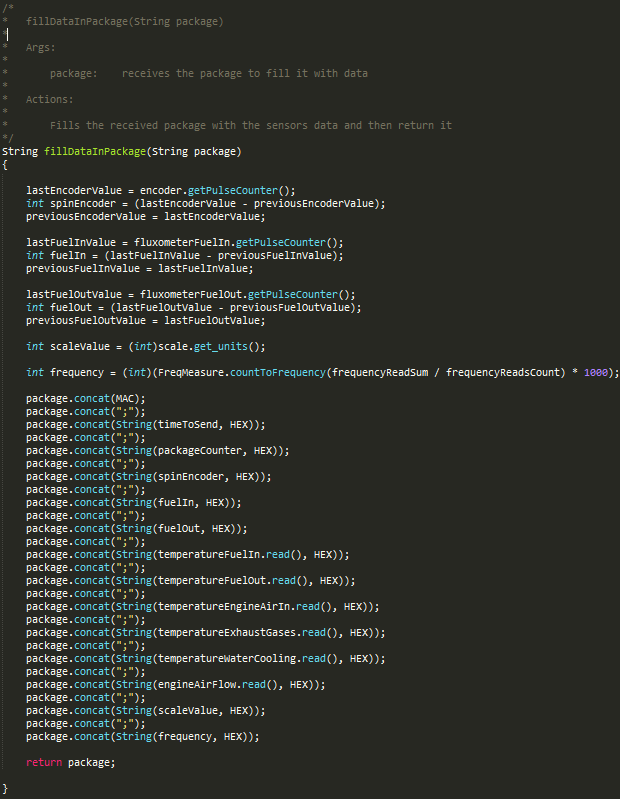 /*
*   fillDataInPackage(String package)
*
*   Args:
*
*       package:    receives the package to fill it with data
*
*   Actions:
*
*       Fills the received package with the sensors data and then return it
*/
String fillDataInPackage(String package)
{
    lastEncoderValue = encoder.getPulseCounter();
    int spinEncoder = (lastEncoderValue - previousEncoderValue);
    previousEncoderValue = lastEncoderValue;
    lastFuelInValue = fluxometerFuelIn.getPulseCounter();
    int fuelIn = (lastFuelInValue - previousFuelInValue);
    previousFuelInValue = lastFuelInValue;
    lastFuelOutValue = fluxometerFuelOut.getPulseCounter();
    int fuelOut = (lastFuelOutValue - previousFuelOutValue);
    previousFuelOutValue = lastFuelOutValue;
    int scaleValue = (int)scale.get_units();
    int frequency = (int)(FreqMeasure.countToFrequency(frequencyReadSum / frequencyReadsCount) * 1000);
    package.concat(MAC);
    package.concat(";");
    package.concat(String(timeToSend, HEX));
    package.concat(";");
    package.concat(String(packageCounter, HEX));
    package.concat(";");
    package.concat(String(spinEncoder, HEX));
    package.concat(";");
    package.concat(String(fuelIn, HEX));
    package.concat(";");
    package.concat(String(fuelOut, HEX));
    package.concat(";");
    package.concat(String(temperatureFuelIn.read(), HEX));
    package.concat(";");
    package.concat(String(temperatureFuelOut.read(), HEX));
    package.concat(";");
    package.concat(String(temperatureEngineAirIn.read(), HEX));
    package.concat(";");
    package.concat(String(temperatureExhaustGases.read(), HEX));
    package.concat(";");
    package.concat(String(temperatureWaterCooling.read(), HEX));
    package.concat(";");
    package.concat(String(engineAirFlow.read(), HEX));
    package.concat(";");
    package.concat(String(scaleValue, HEX));
    package.concat(";");
    package.concat(String(frequency, HEX));
    return package;
}